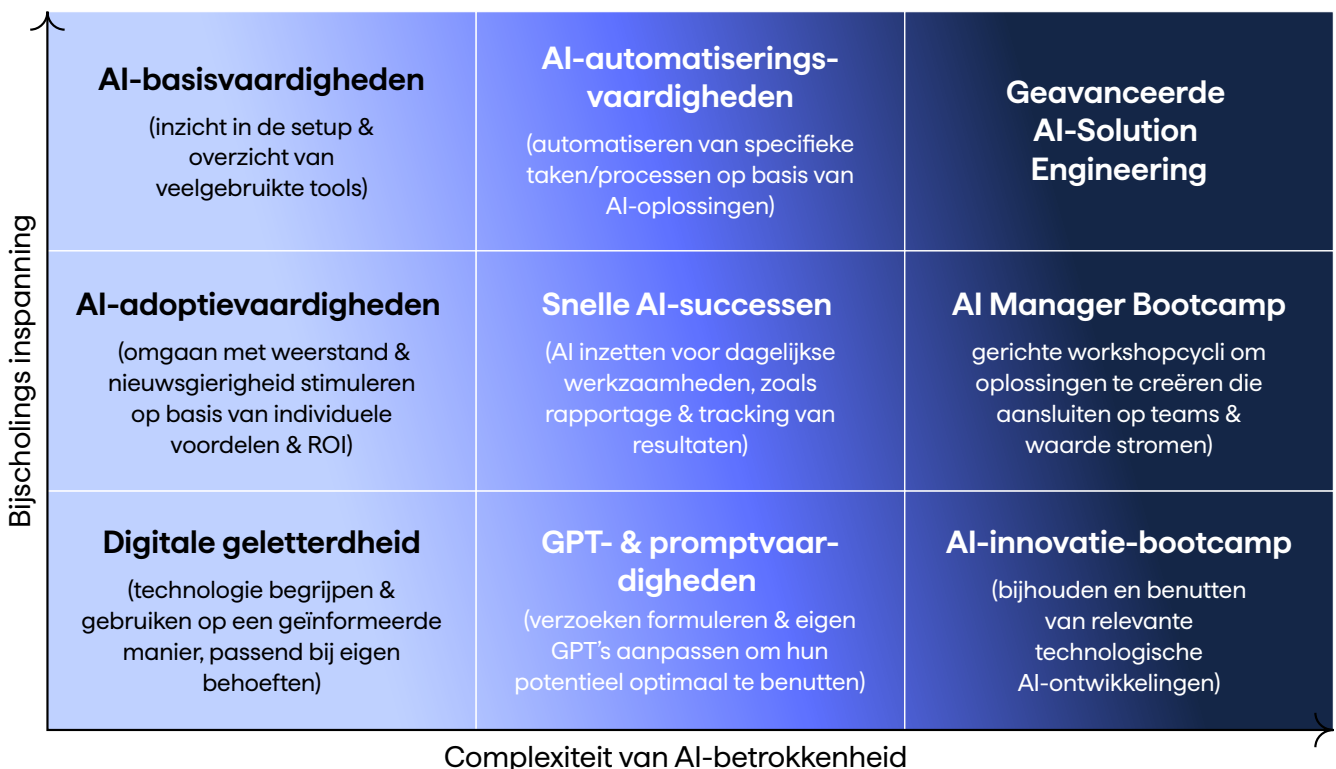 Bijscholings inspanning
AI-basisvaardigheden
(inzicht in de setup &
overzicht van
veelgebruikte tools)
AI-automatiserings-
vaardigheden
(automatiseren van specifieke
taken/processen op basis van
AI-oplossingen)
Geavanceerde
AI-Solution
Engineering
AI-adoptievaardigheden
(omgaan met weerstand &
nieuwsgierigheid stimuleren
op basis van individuele
voordelen & ROI)
Snelle AI-successen
(AI inzetten voor dagelijkse
werkzaamheden, zoals
rapportage & tracking van
resultaten)
AI Manager Bootcamp
gerichte workshopcycli om
oplossingen te creëren die
aansluiten op teams &
waarde stromen)
Digitale geletterdheid
(technologie begrijpen &
gebruiken op een geïnformeerde
manier, passend bij eigen
behoeften)
GPT- & promptvaar-
digheden
(verzoeken formuleren & eigen
GPT's aanpassen om hun
potentieel optimaal te benutten)
AI-innovatie-bootcamp
(bijhouden en benutten
van relevante
technologische
AI-ontwikkelingen)
Complexiteit van AI-betrokkenheid